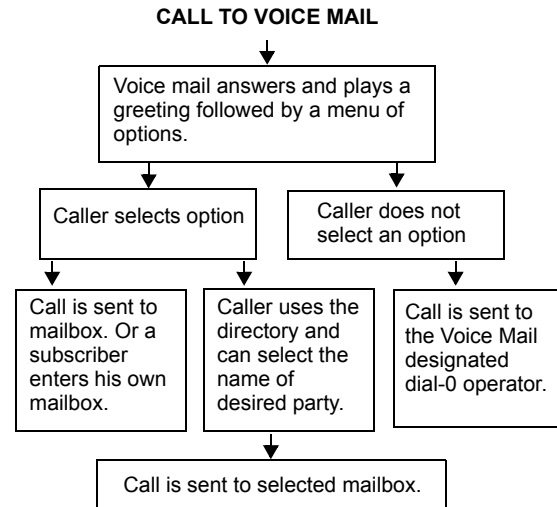 CALL TO VOICE MAIL
Voice mail answers and plays a
greeting followed by a menu of
options.
Caller selects option
Caller does not
select an option
Call is sent to
mailbox. Or a
subscriber
enters his own
mailbox.
Caller uses the
directory and
can select the
name of
desired party.
Call is sent to
the Voice Mail
designated
dial-0 operator.
Call is sent to selected mailbox.